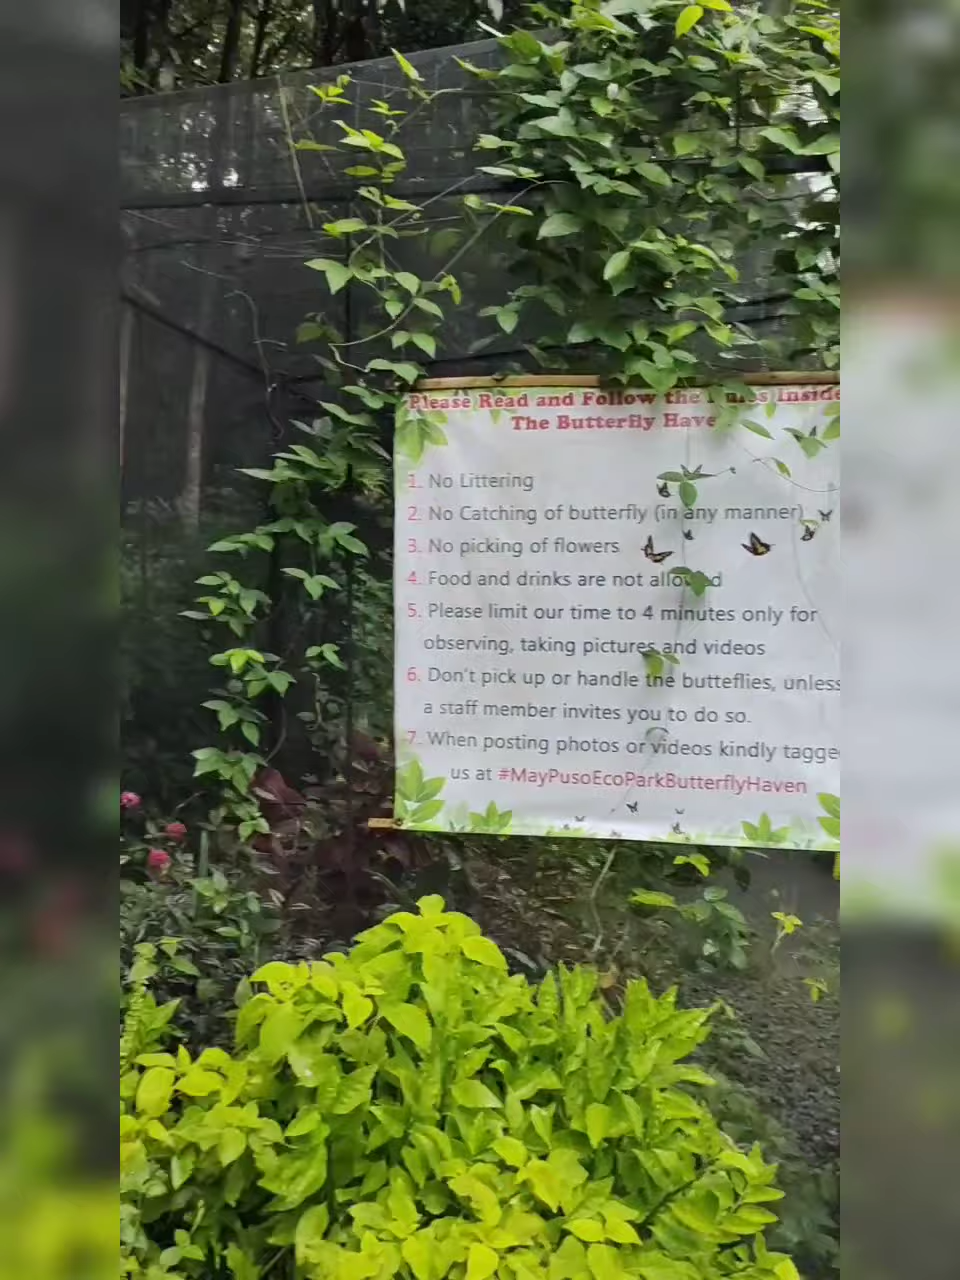 Please Read and Follow the Rules Inside
The Butterfly Have
1. No Littering
2. No Catching of butterfly (in any manner)
3. No picking of flowers
4. Food and drinks are not allowed
5. Please limit our time to 4 minutes only for
observing, taking pictures and videos
6. Don't pick up or handle the butteflies, unless
a staff member invites you to do so.
7. When posting photos or videos kindly tagge
us at #MayPusoEcoParkButterflyHaven